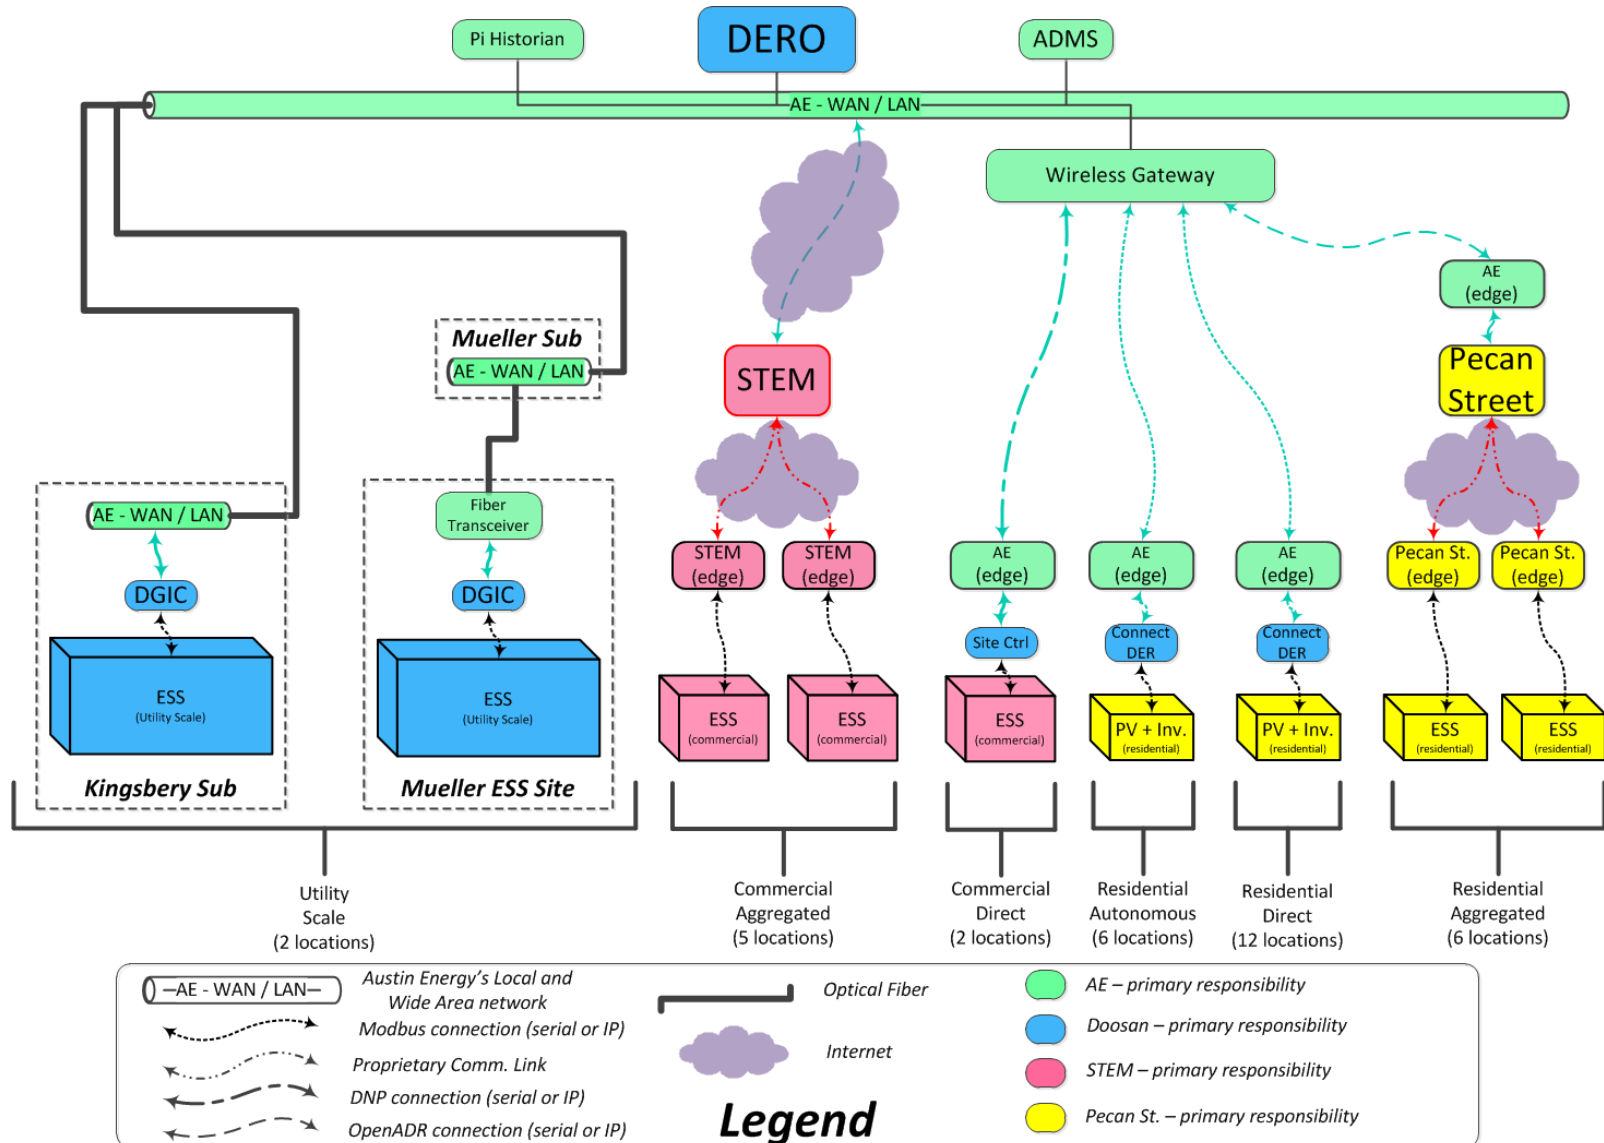 Pi Historian
DERO
ADMS
AE - WAN / LAN
Wireless Gateway
AE
(edge)
Mueller Sub
AE - WAN / LAN
STEM
Pecan
Street
AE - WAN / LAN
Fiber
Transceiver
STEM
(edge)
STEM
(edge)
AE
(edge)
AE
(edge)
AE
(edge)
Pecan St.
(edge)
Pecan St.
(edge)
DGIC
DGIC
Site Ctrl
Connect
DER
Connect
DER
ESS
(Utility Scale)
ESS
(Utility Scale)
ESS
(commercial)
ESS
(commercial)
ESS
(commercial)
PV + Inv.
(residential)
PV + Inv.
(residential)
ESS
(residential)
ESS
(residential)
Kingsbery Sub
Mueller ESS Site
Utility
Scale
(2 locations)
Commercial
Aggregated
(5 locations)
Commercial
Direct
(2 locations)
Residential
Autonomous
(6 locations)
Residential
Direct
(12 locations)
Residential
Aggregated
(6 locations)
AE - WAN / LAN
Austin Energy's Local and
Wide Area network
Modbus connection (serial or IP)
Proprietary Comm. Link
DNP connection (serial or IP)
OpenADR connection (serial or IP)
Optical Fiber
Internet
Legend
AE – primary responsibility
Doosan – primary responsibility
STEM – primary responsibility
Pecan St. – primary responsibility